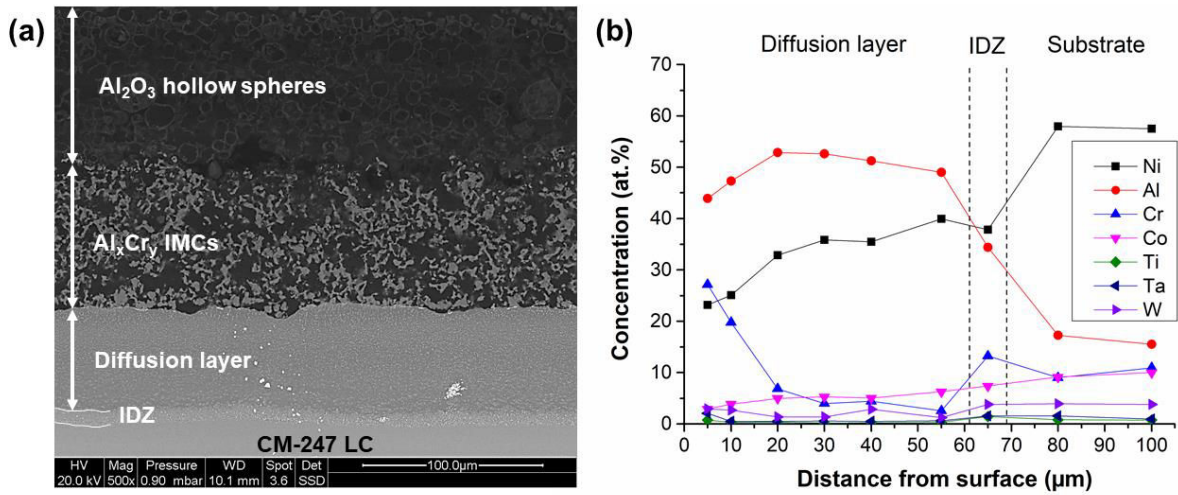 (a)
Al₂O₃ hollow spheres
AlₓCrᵧ IMCs
Diffusion layer
IDZ
CM-247 LC
HV Mag Pressure WD Spot Det
20.0 kV 500x 0.90 mbar 10.1 mm 3.6 SSD
100.0µm
(b)
Diffusion layer IDZ Substrate
Concentration (at.%)
70
60
50
40
30
20
10
0
Ni
Al
Cr
Co
Ti
Ta
W
0 10 20 30 40 50 60 70 80 90 100
Distance from surface (µm)